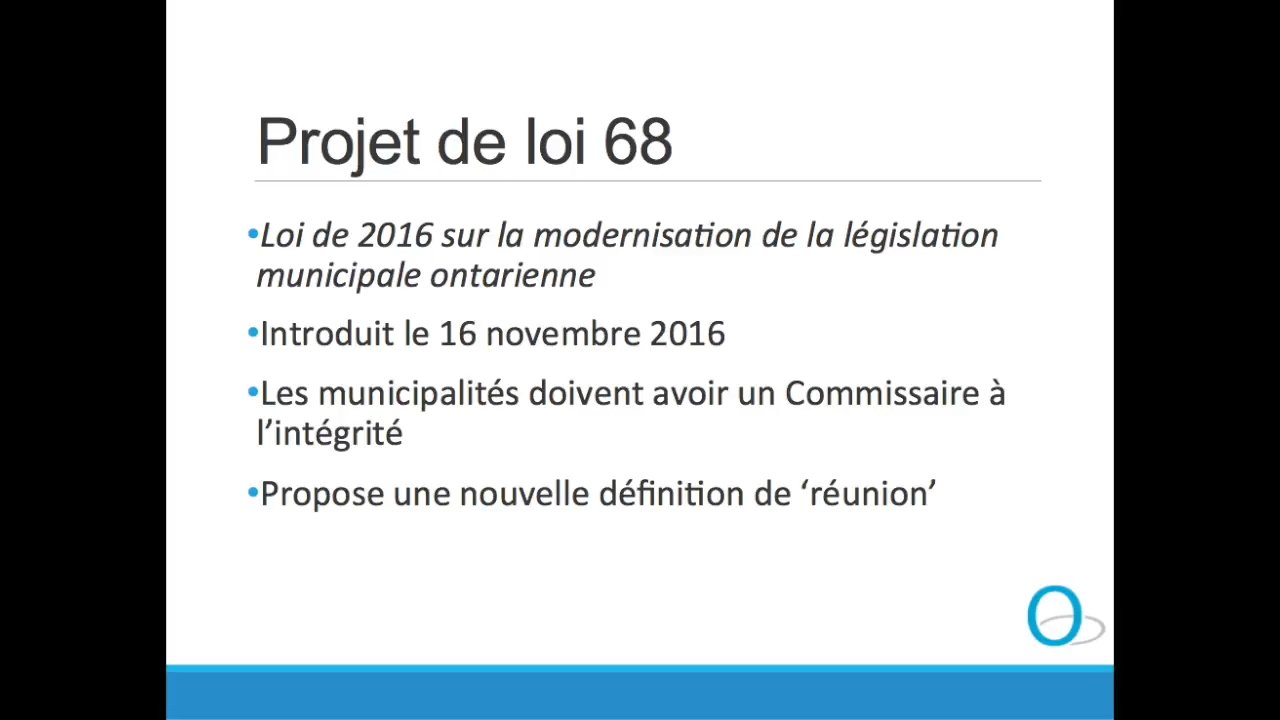 Projet de loi 68
•Loi de 2016 sur la modernisation de la législation
municipale ontarienne
•Introduit le 16 novembre 2016
•Les municipalités doivent avoir un Commissaire à
l’intégrité
•Propose une nouvelle définition de ‘réunion’